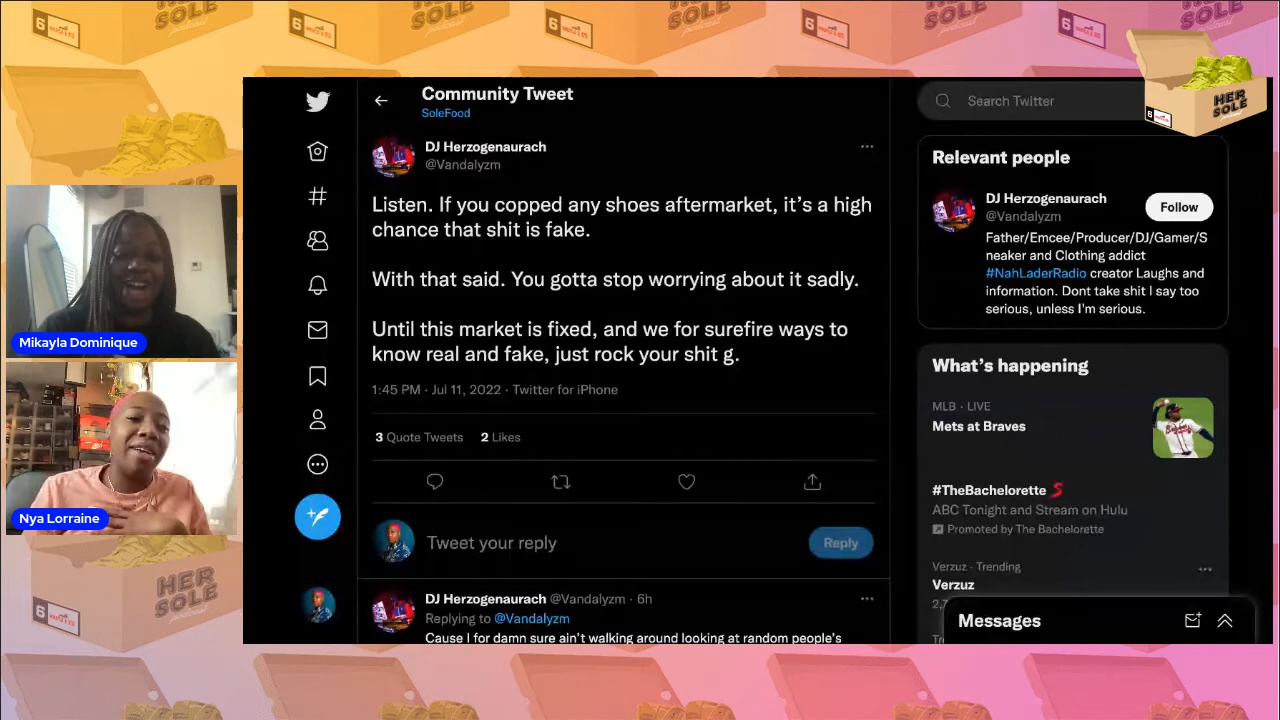 Community Tweet
SoleFood
DJ Herzogenaurach
@Vandalyzm
Listen. If you copped any shoes aftermarket, it’s a high
chance that shit is fake.
With that said. You gotta stop worrying about it sadly.
Until this market is fixed, and we for surefire ways to
know real and fake, just rock your shit g.
1:45 PM · Jul 11, 2022 · Twitter for iPhone
3 Quote Tweets 2 Likes
Tweet your reply
Reply
DJ Herzogenaurach @Vandalyzm · 6h
Replying to @Vandalyzm
Cause I for damn sure ain’t walking around looking at random people’s
Search Twitter
Relevant people
DJ Herzogenaurach
@Vandalyzm
Follow
Father/Emcee/Producer/DJ/Gamer/S
neaker and Clothing addict
#NahLaderRadio creator Laughs and
information. Dont take shit I say too
serious, unless I'm serious.
What’s happening
MLB · LIVE
Mets at Braves
#TheBachelorette
ABC Tonight and Stream on Hulu
Promoted by The Bachelorette
Verzuz · Trending
Verzuz
Messages
Mikayla Dominique
Nya Lorraine
HER
SOLE
podcast
6